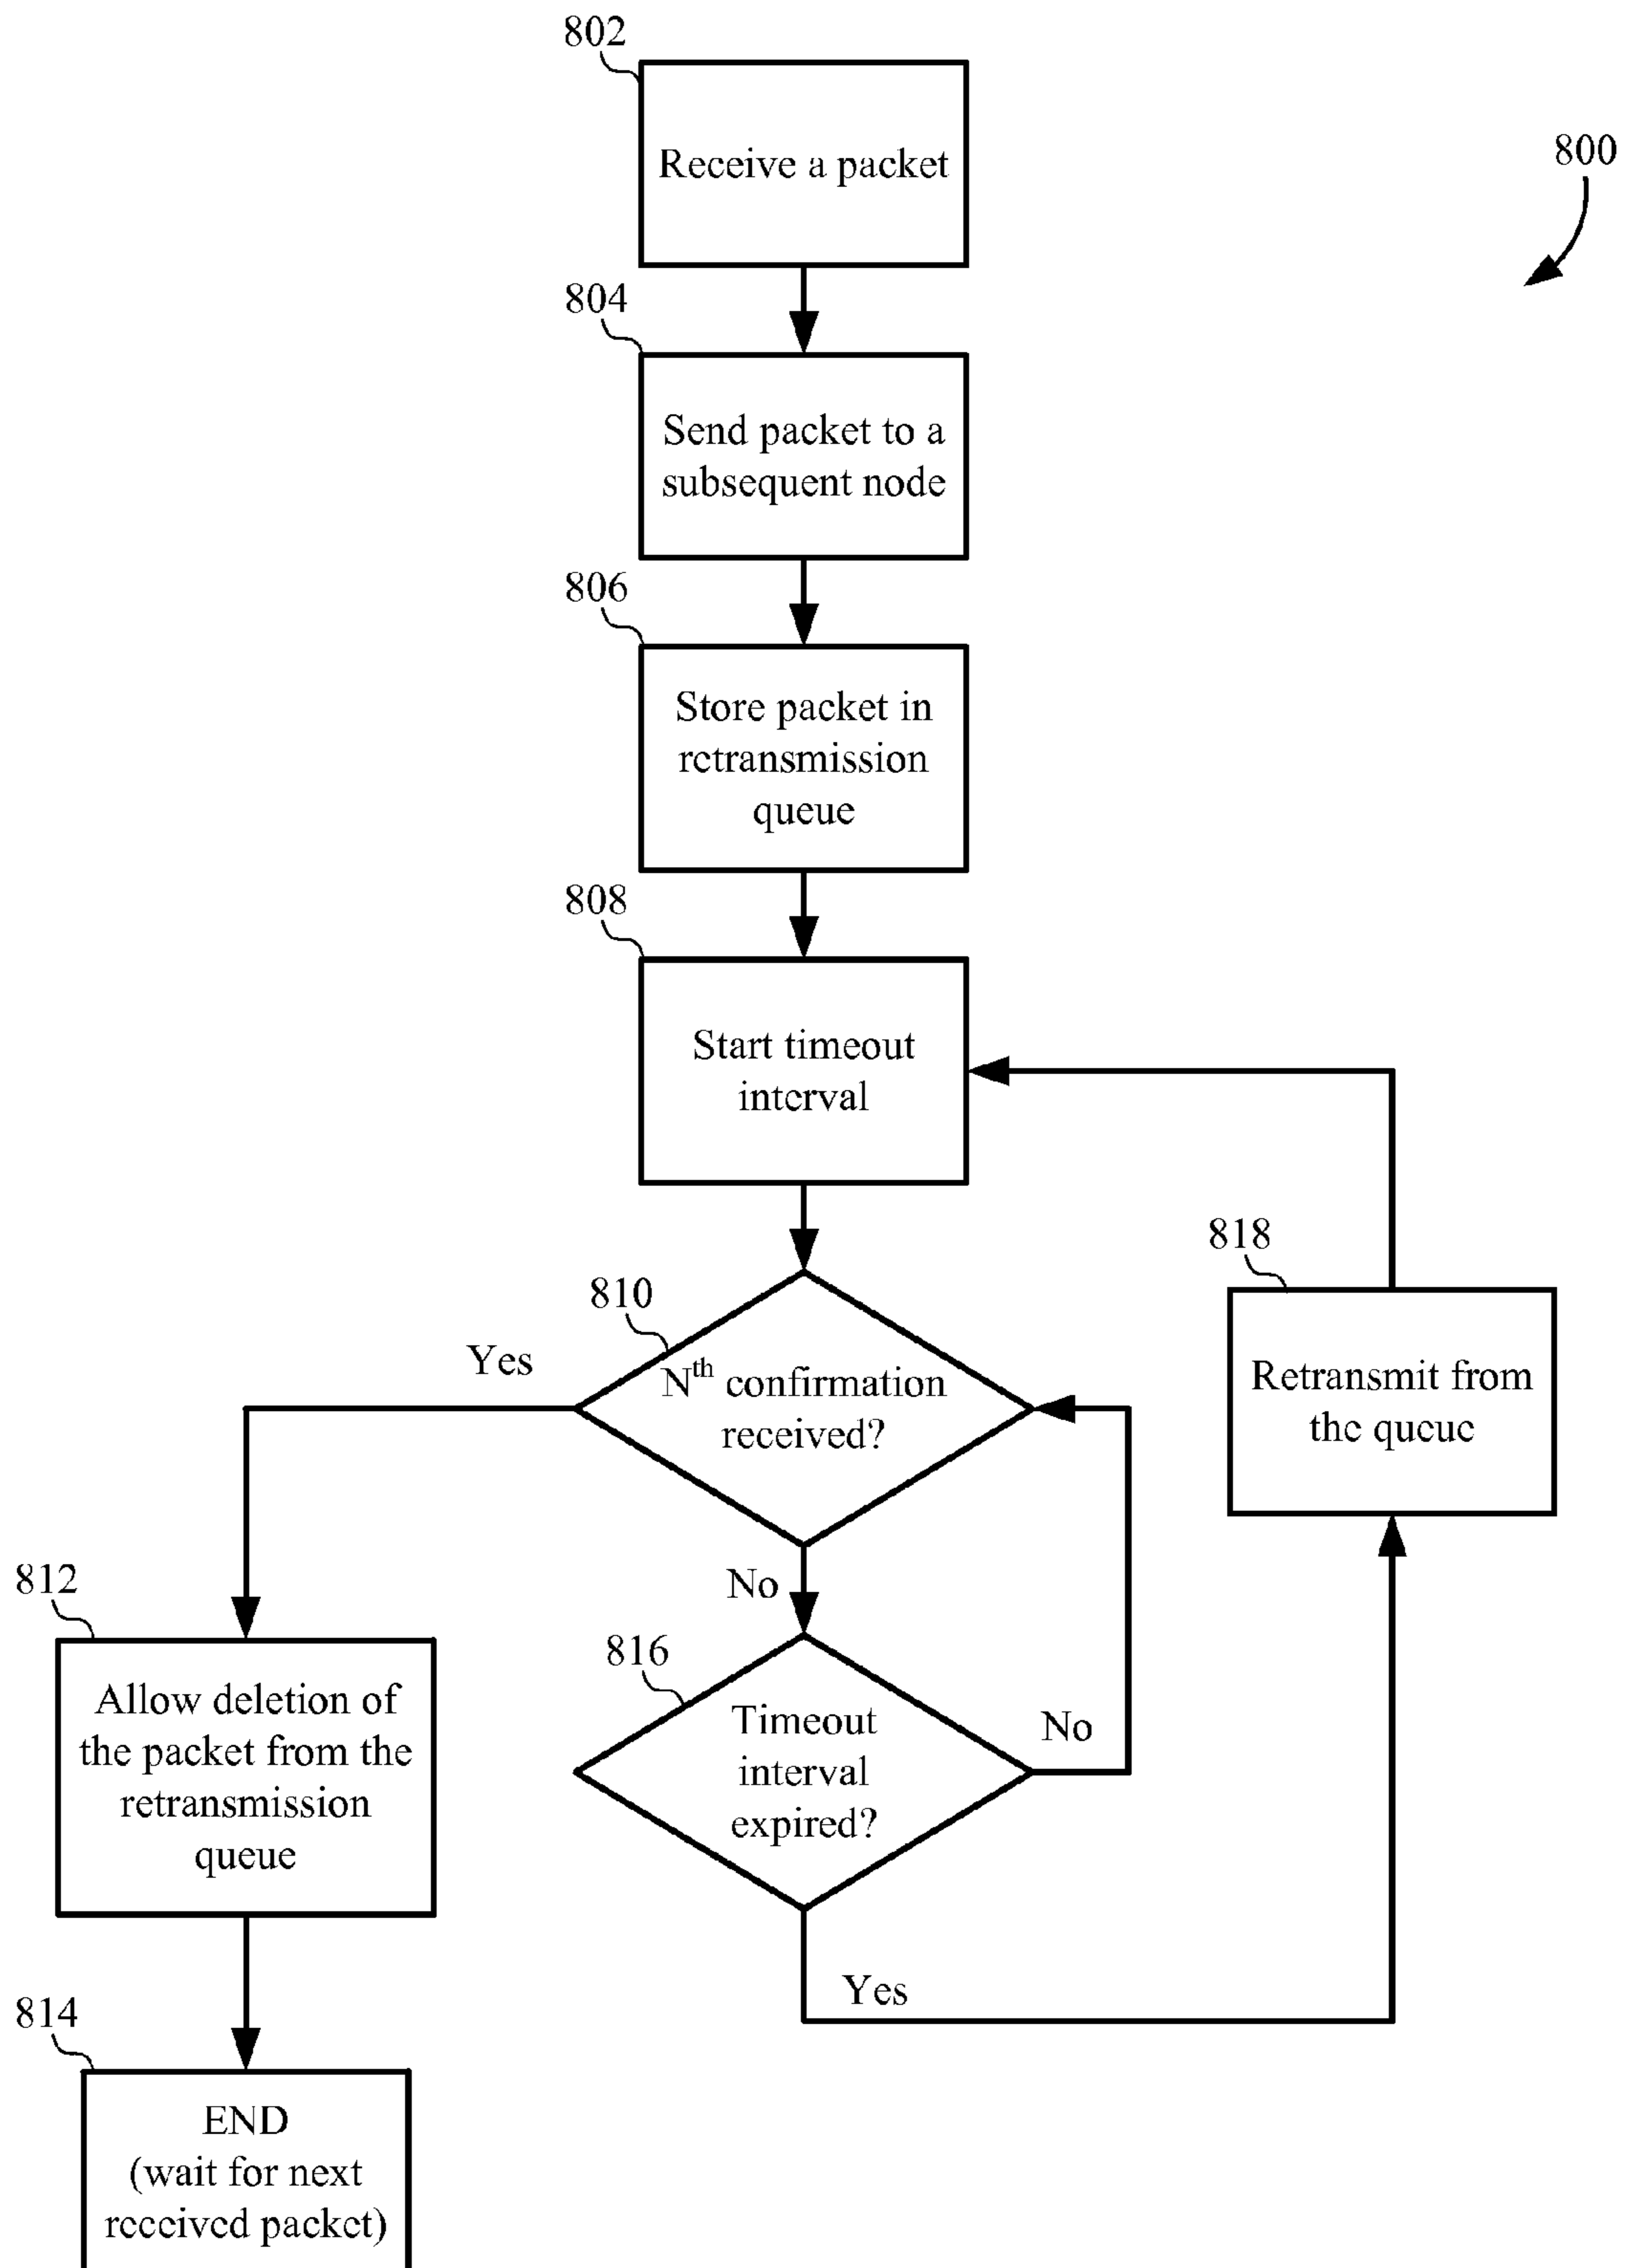 802
Receive a packet
800
804
Send packet to a
subsequent node
806
Store packet in
retransmission
queue
808
Start timeout
interval
818
Retransmit from
the queue
810
Yes
Nth confirmation
received?
No
812
Allow deletion of
the packet from the
retransmission
queue
816
Timeout
interval
expired?
No
Yes
814
END
(wait for next
received packet)